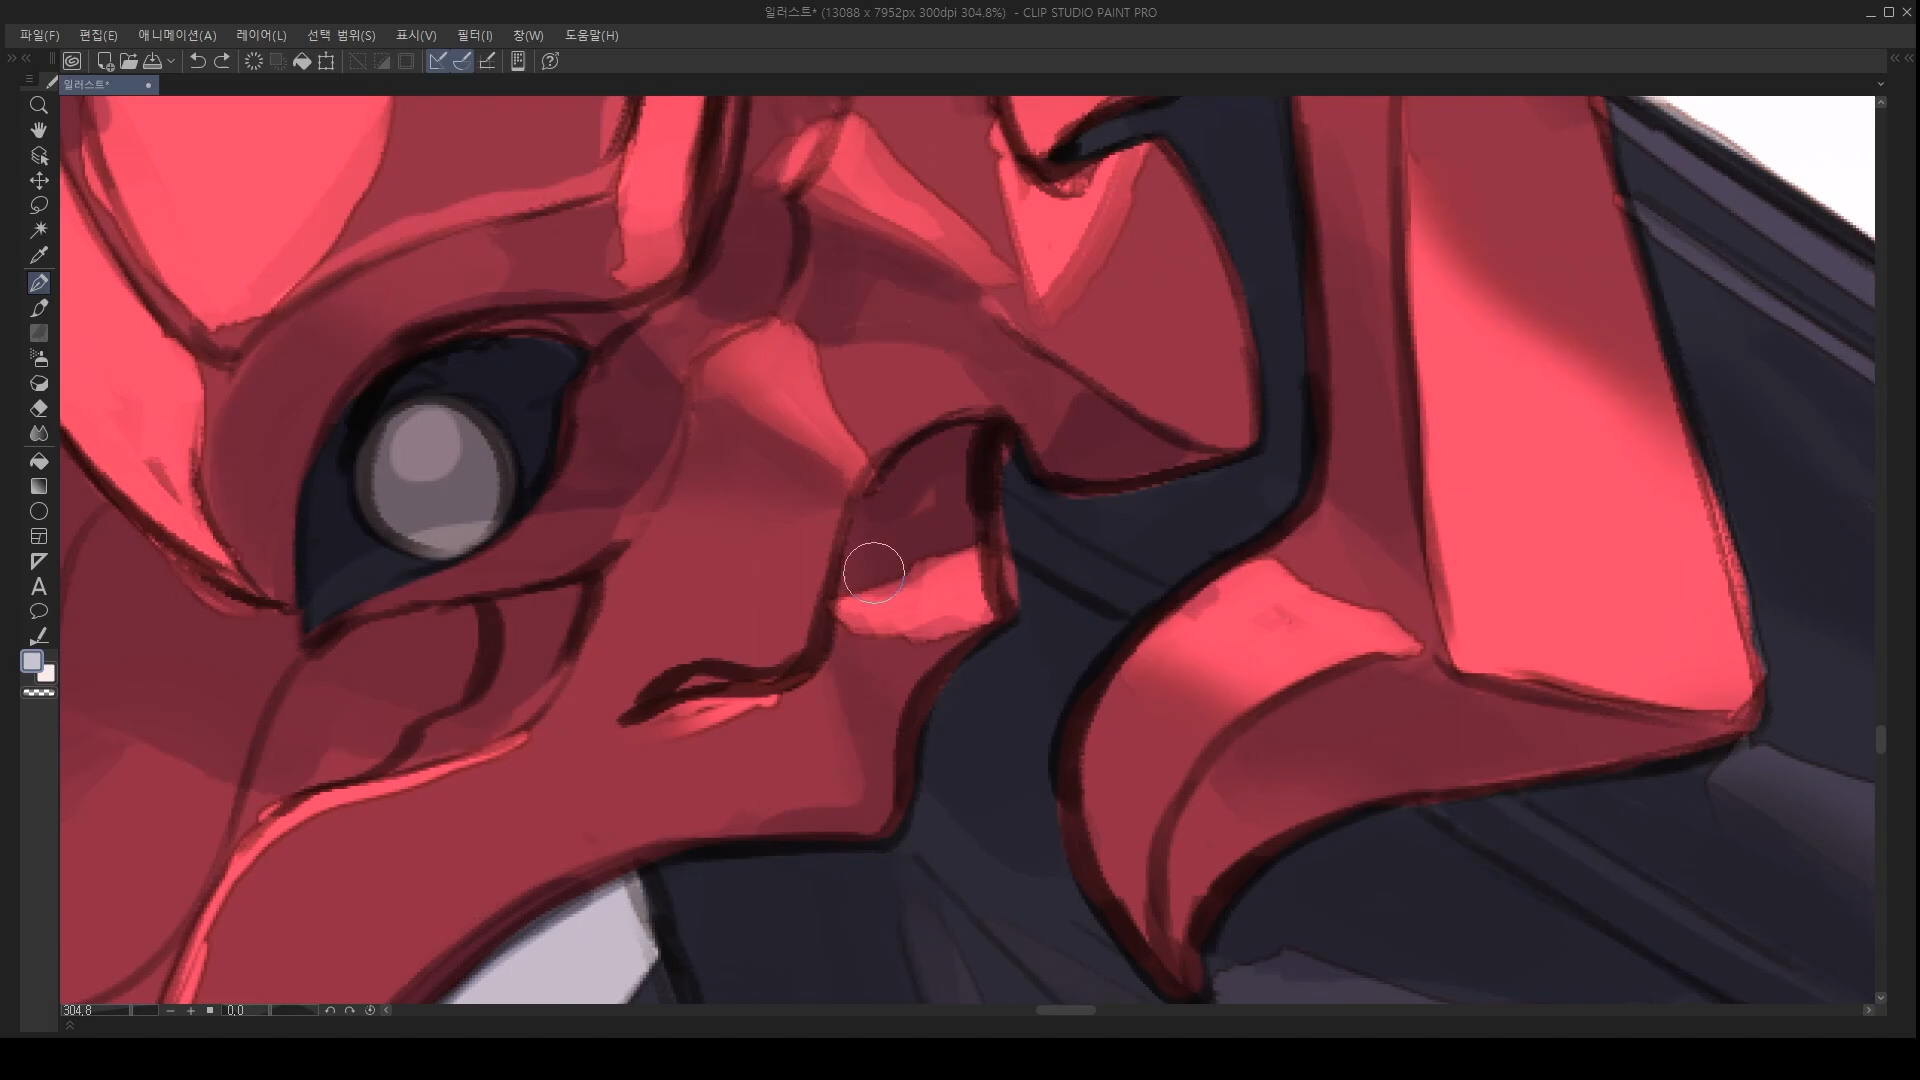 일러스트* (13088 x 7952px 300dpi 304.8%) - CLIP STUDIO PAINT PRO
파일(F) 편집(E) 애니메이션(A) 레이어(L) 선택 범위(S) 표시(V) 필터(I) 창(W) 도움말(H)
일러스트*
304.8 0.0